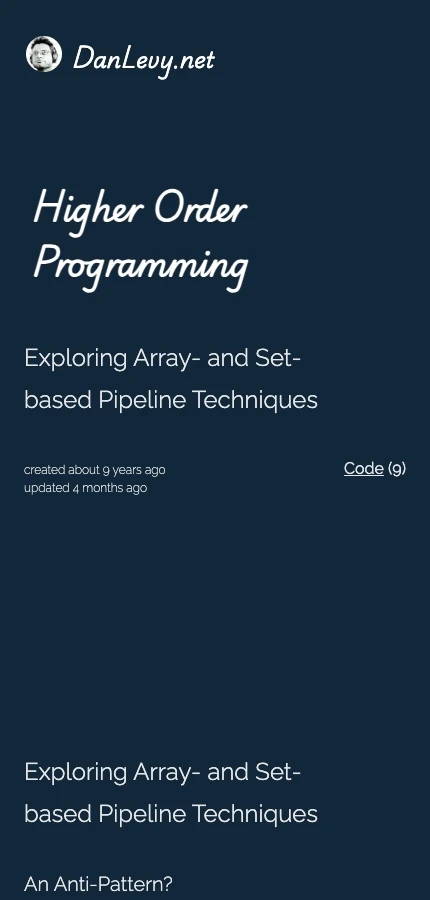 DanLevy.net
Higher Order
Programming
Exploring Array- and Set-
based Pipeline Techniques
created about 9 years ago
updated 4 months ago
Code (9)
Exploring Array- and Set-
based Pipeline Techniques
An Anti-Pattern?